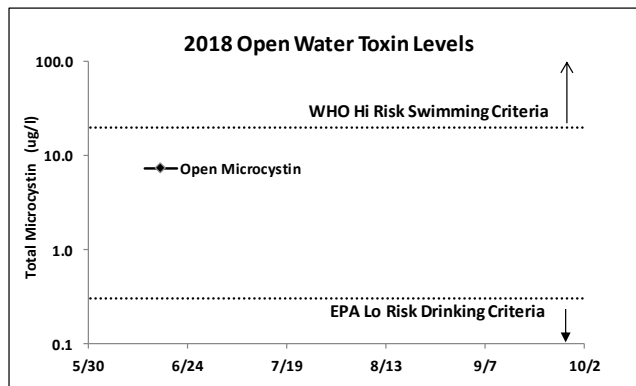 2018 Open Water Toxin Levels
100.0
WHO Hi Risk Swimming Criteria
10.0
Open Microcystin
Total Microcystin (ug/l)
1.0
EPA Lo Risk Drinking Criteria
0.1
5/30 6/24 7/19 8/13 9/7 10/2